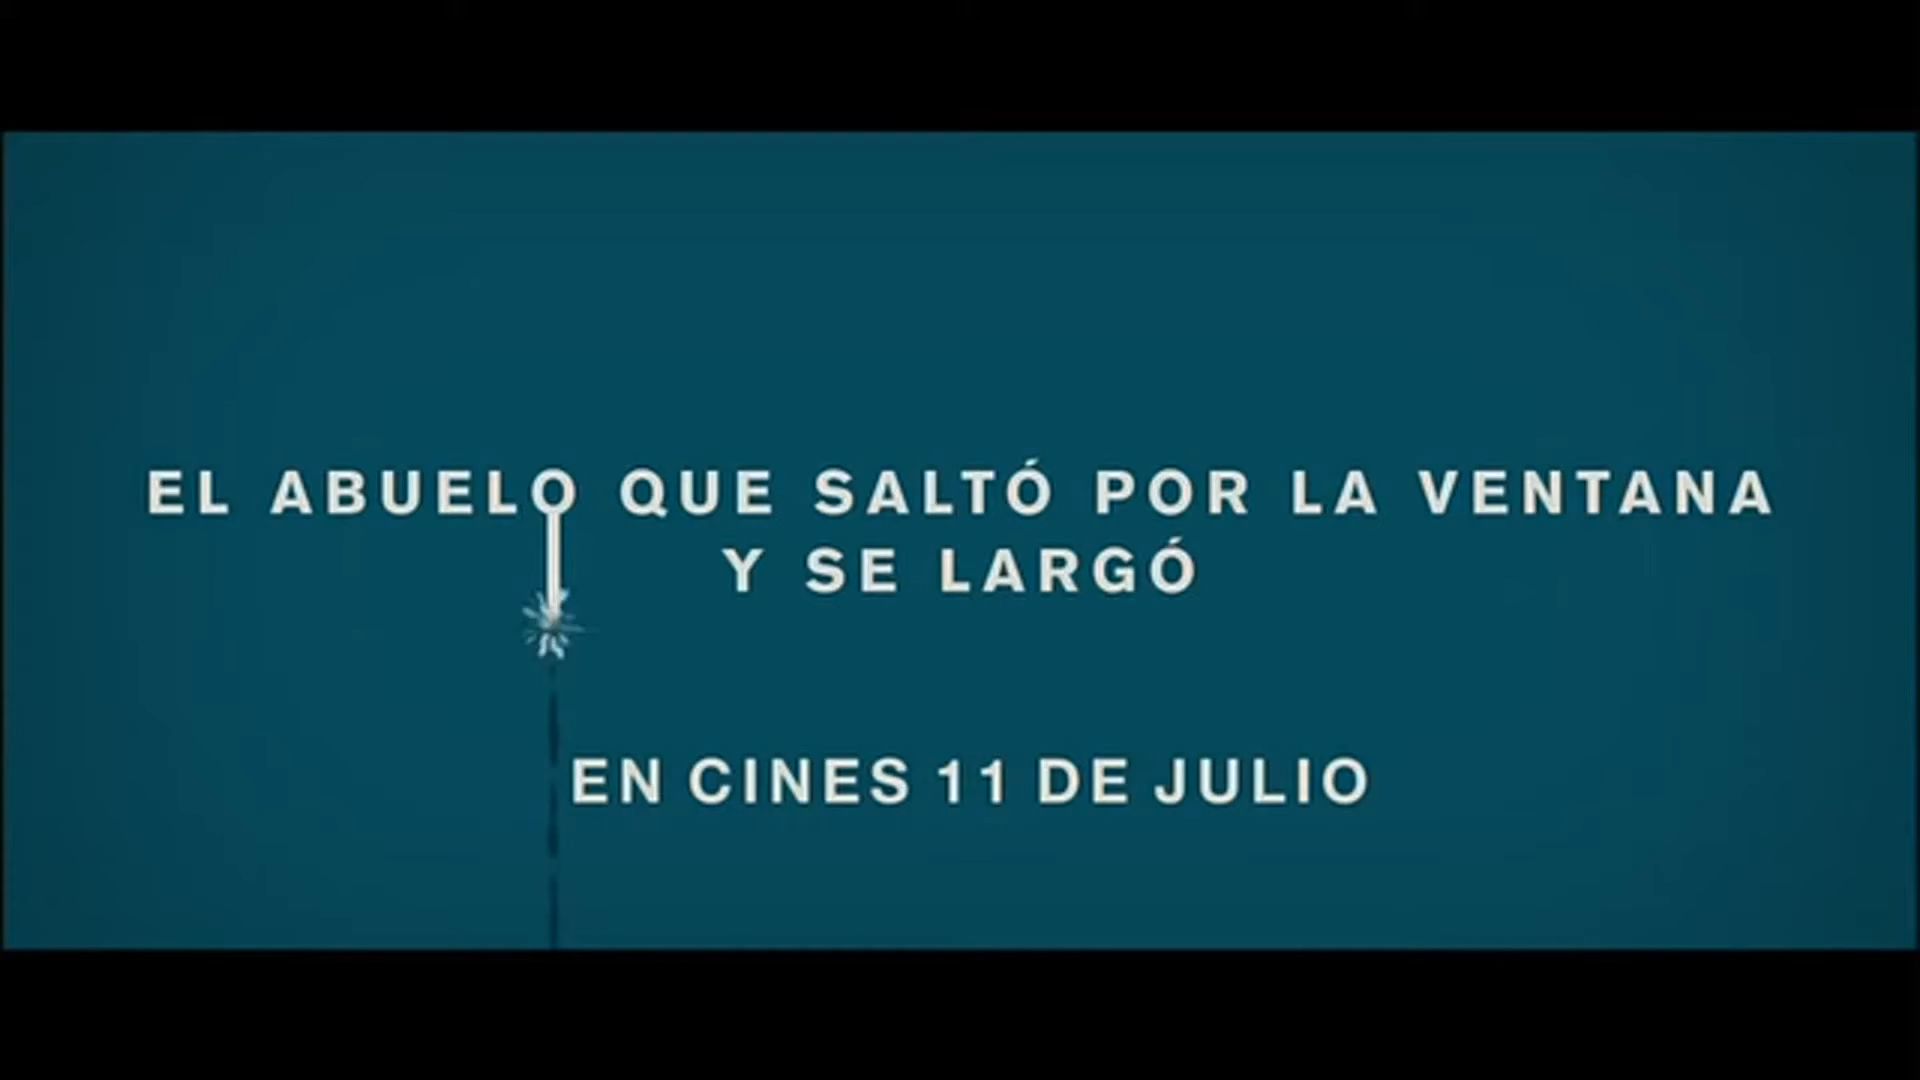 EL ABUELO QUE SALTÓ POR LA VENTANA
Y SE LARGÓ
EN CINES 11 DE JULIO